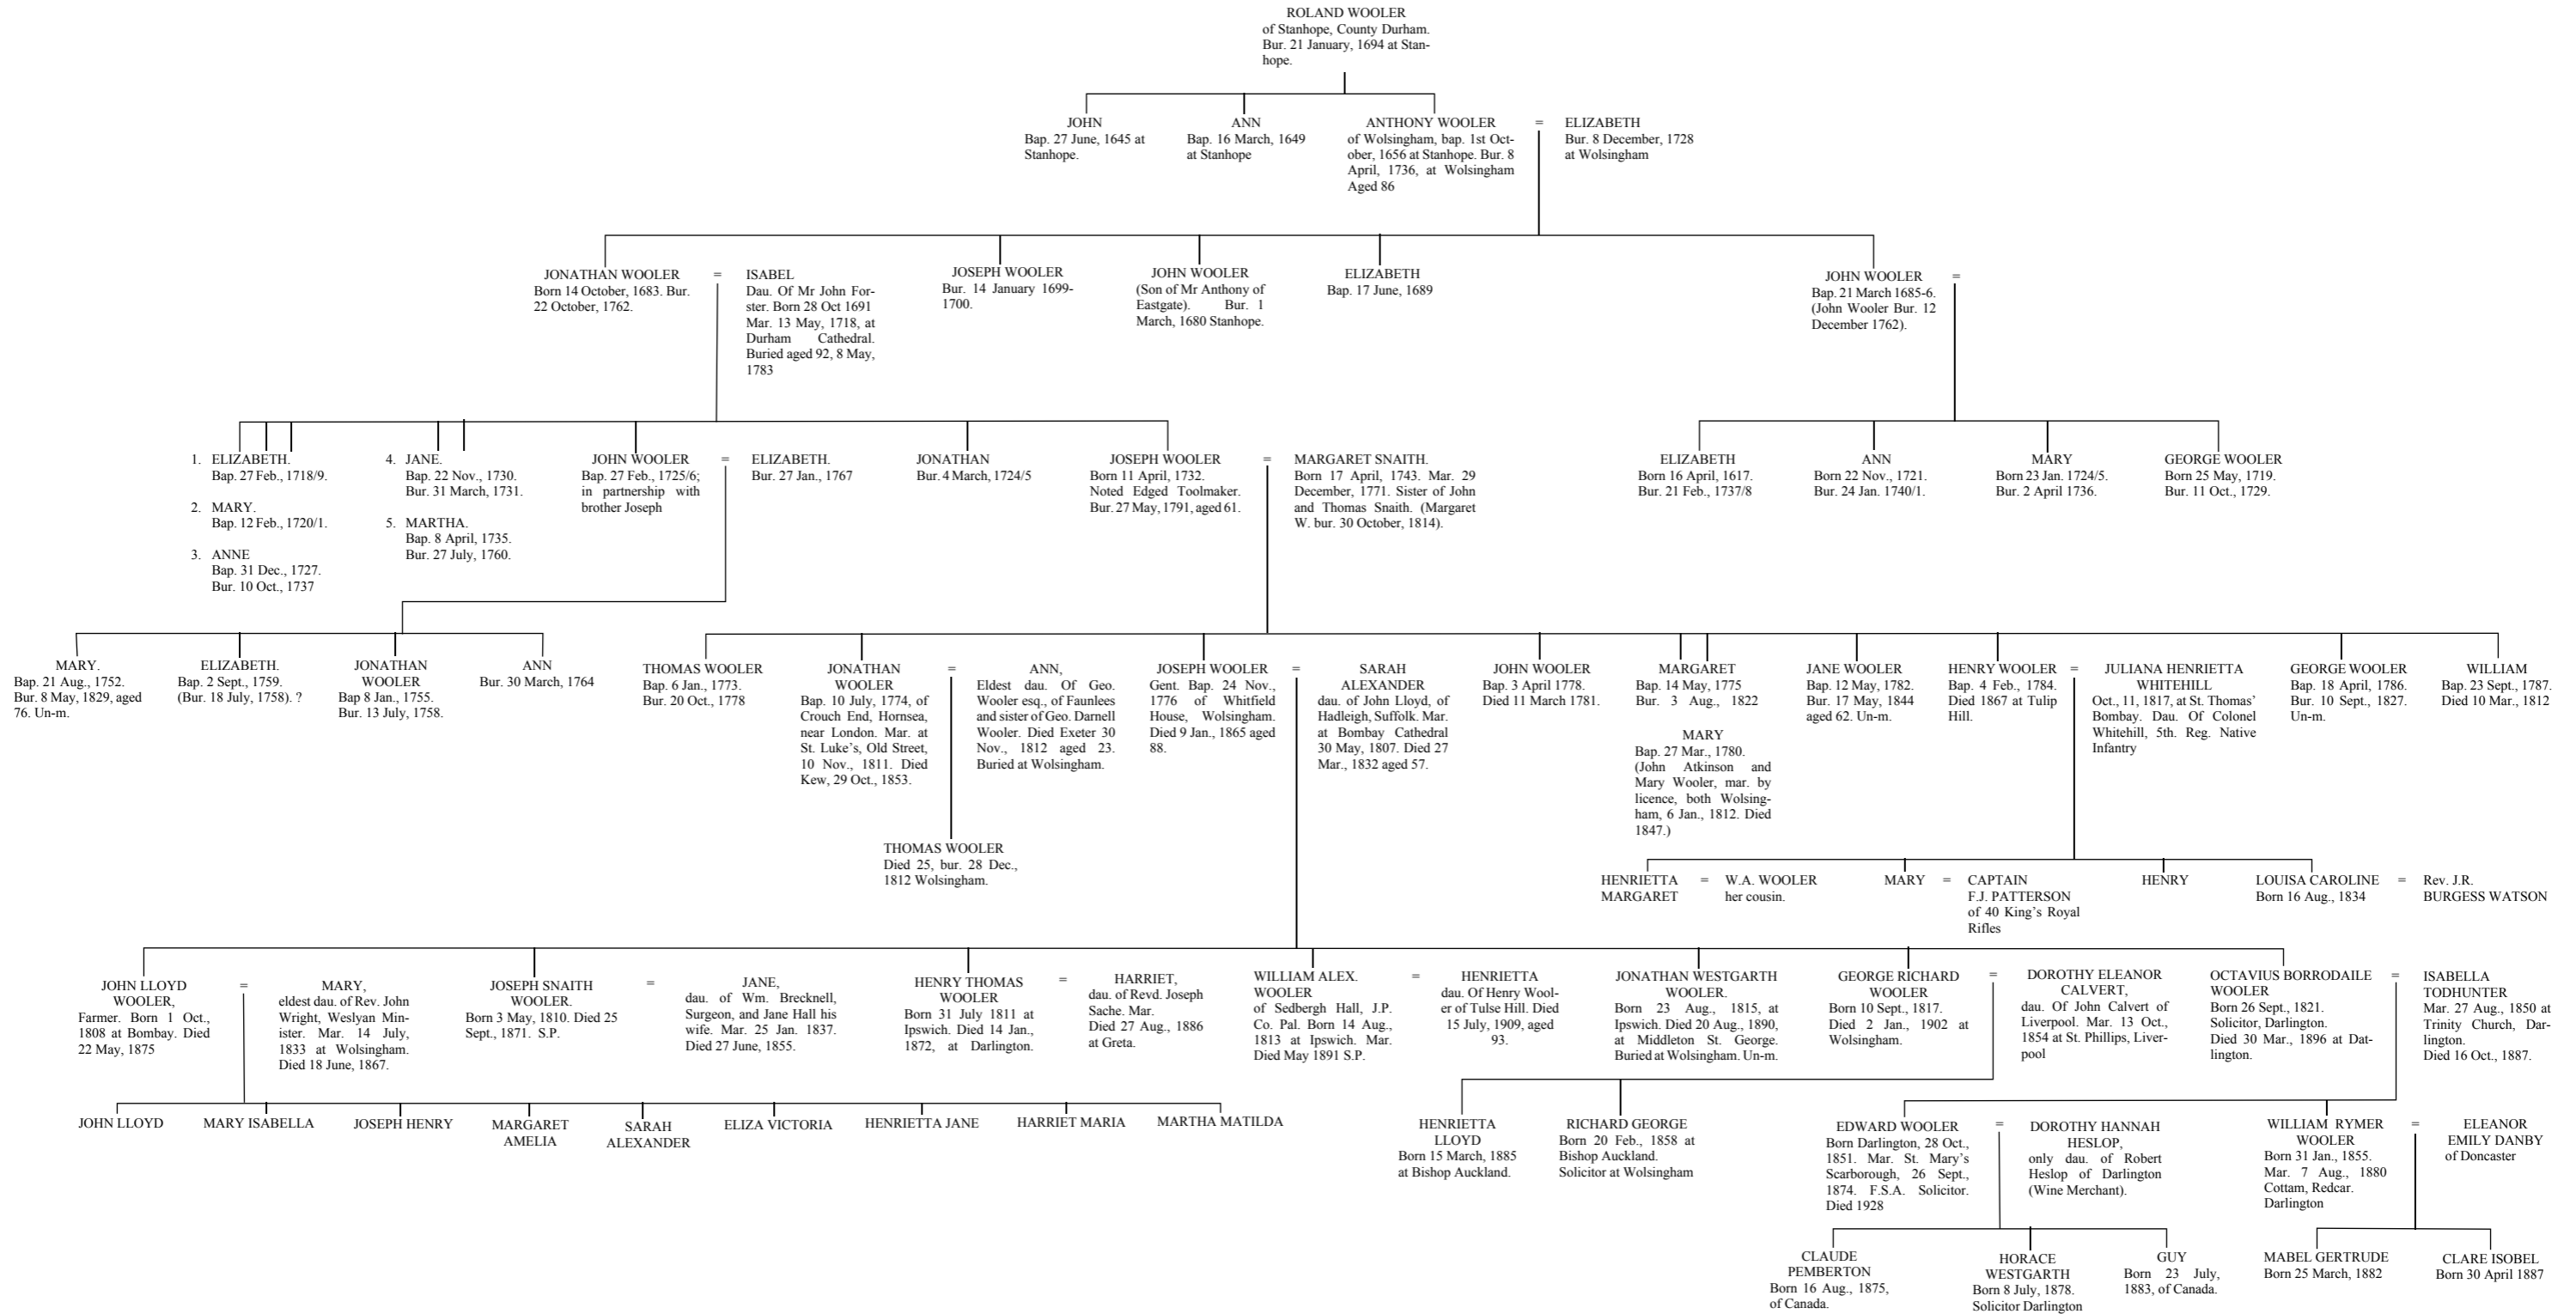 ROLAND WOOLER
of Stanhope, County Durham.
Bur. 21 January, 1694 at Stan-
hope.
JOHN
Bap. 27 June, 1645 at
Stanhope.
ANN
Bap. 16 March, 1649
at Stanhope
ANTHONY WOOLER
of Wolsingham, bap. 1st Oct-
ober, 1656 at Stanhope. Bur. 8
April, 1736, at Wolsingham
Aged 86
=
ELIZABETH
Bur. 8 December, 1728
at Wolsingham
JONATHAN WOOLER
Born 14 October, 1683. Bur.
22 October, 1762.
=
ISABEL
Dau. Of Mr John For-
ster. Born 28 Oct 1691
Mar. 13 May, 1718, at
Durham Cathedral.
Buried aged 92, 8 May,
1783
JOSEPH WOOLER
Bur. 14 January 1699-
1700.
JOHN WOOLER
(Son of Mr Anthony of
Eastgate). Bur. 1
March, 1680 Stanhope.
ELIZABETH
Bap. 17 June, 1689
JOHN WOOLER
Bap. 21 March 1685-6.
(John Wooler Bur. 12
December 1762).
=
1. ELIZABETH.
Bap. 27 Feb., 1718/9.
2. MARY.
Bap. 12 Feb., 1720/1.
3. ANNE
Bap. 31 Dec., 1727.
Bur. 10 Oct., 1737
4. JANE.
Bap. 22 Nov., 1730.
Bur. 31 March, 1731.
5. MARTHA.
Bap. 8 April, 1735.
Bur. 27 July, 1760.
JOHN WOOLER
Bap. 27 Feb., 1725/6;
in partnership with
brother Joseph
=
ELIZABETH.
Bur. 27 Jan., 1767
JONATHAN
Bur. 4 March, 1724/5
JOSEPH WOOLER
Born 11 April, 1732.
Noted Edged Toolmaker.
Bur. 27 May, 1791, aged 61.
=
MARGARET SNAITH.
Born 17 April, 1743. Mar. 29
December, 1771. Sister of John
and Thomas Snaith. (Margaret
W. bur. 30 October, 1814).
ELIZABETH
Born 16 April, 1617.
Bur. 21 Feb., 1737/8
ANN
Born 22 Nov., 1721.
Bur. 24 Jan. 1740/1.
MARY
Born 23 Jan. 1724/5.
Bur. 2 April 1736.
GEORGE WOOLER
Born 25 May, 1719.
Bur. 11 Oct., 1729.
MARY.
Bap. 21 Aug., 1752.
Bur. 8 May, 1829, aged
76. Un-m.
ELIZABETH.
Bap. 2 Sept., 1759.
(Bur. 18 July, 1758). ?
JONATHAN
WOOLER
Bap 8 Jan., 1755.
Bur. 13 July, 1758.
ANN
Bur. 30 March, 1764
THOMAS WOOLER
Bap. 6 Jan., 1773.
Bur. 20 Oct., 1778
JONATHAN
WOOLER
Bap. 10 July, 1774, of
Crouch End, Hornsea,
near London. Mar. at
St. Luke's, Old Street,
10 Nov., 1811. Died
Kew, 29 Oct., 1853.
=
ANN,
Eldest dau. Of Geo.
Wooler esq., of Faunlees
and sister of Geo. Darnell
Wooler. Died Exeter 30
Nov., 1812 aged 23.
Buried at Wolsingham.
JOSEPH WOOLER
Gent. Bap. 24 Nov.,
1776 of Whitfield
House, Wolsingham.
Died 9 Jan., 1865 aged
88.
=
SARAH
ALEXANDER
dau. of John Lloyd, of
Hadleigh, Suffolk. Mar.
at Bombay Cathedral
30 May, 1807. Died 27
Mar., 1832 aged 57.
JOHN WOOLER
Bap. 3 April 1778.
Died 11 March 1781.
MARGARET
Bap. 14 May, 1775
Bur. 3 Aug., 1822
MARY
Bap. 27 Mar., 1780.
(John Atkinson and
Mary Wooler, mar. by
licence, both Wolsing-
ham, 6 Jan., 1812. Died
1847.)
JANE WOOLER
Bap. 12 May, 1782.
Bur. 17 May, 1844
aged 62. Un-m.
HENRY WOOLER
Bap. 4 Feb., 1784.
Died 1867 at Tulip
Hill.
=
JULIANA HENRIETTA
WHITEHILL
Oct., 11, 1817, at St. Thomas'
Bombay. Dau. Of Colonel
Whitehill, 5th. Reg. Native
Infantry
GEORGE WOOLER
Bap. 18 April, 1786.
Bur. 10 Sept., 1827.
Un-m.
WILLIAM
Bap. 23 Sept., 1787.
Died 10 Mar., 1812
THOMAS WOOLER
Died 25, bur. 28 Dec.,
1812 Wolsingham.
HENRIETTA
MARGARET
=
W.A. WOOLER
her cousin.
MARY
=
CAPTAIN
F.J. PATTERSON
of 40 King's Royal
Rifles
HENRY
LOUISA CAROLINE
Born 16 Aug., 1834
=
Rev. J.R.
BURGESS WATSON
JOHN LLOYD
WOOLER,
Farmer. Born 1 Oct.,
1808 at Bombay. Died
22 May, 1875
=
MARY,
eldest dau. of Rev. John
Wright, Weslyan Min-
ister. Mar. 14 July,
1833 at Wolsingham.
Died 18 June, 1867.
JOSEPH SNAITH
WOOLER.
Born 3 May, 1810. Died 25
Sept., 1871. S.P.
=
JANE,
dau. of Wm. Brecknell,
Surgeon, and Jane Hall his
wife. Mar. 25 Jan. 1837.
Died 27 June, 1855.
HENRY THOMAS
WOOLER
Born 31 July 1811 at
Ipswich. Died 14 Jan.,
1872, at Darlington.
=
HARRIET,
dau. of Revd. Joseph
Sache. Mar.
Died 27 Aug., 1886
at Greta.
WILLIAM ALEX.
WOOLER
of Sedbergh Hall, J.P.
Co. Pal. Born 14 Aug.,
1813 at Ipswich. Mar.
Died May 1891 S.P.
=
HENRIETTA
dau. Of Henry Wool-
er of Tulse Hill. Died
15 July, 1909, aged
93.
JONATHAN WESTGARTH
WOOLER.
Born 23 Aug., 1815, at
Ipswich. Died 20 Aug., 1890,
at Middleton St. George.
Buried at Wolsingham. Un-m.
GEORGE RICHARD
WOOLER
Born 10 Sept., 1817.
Died 2 Jan., 1902 at
Wolsingham.
=
DOROTHY ELEANOR
CALVERT,
dau. Of John Calvert of
Liverpool. Mar. 13 Oct.,
1854 at St. Phillips, Liver-
pool
OCTAVIUS BORRODAILE
WOOLER
Born 26 Sept., 1821.
Solicitor, Darlington.
Died 30 Mar., 1896 at Dat-
lington.
=
ISABELLA
TODHUNTER
Mar. 27 Aug., 1850 at
Trinity Church, Dar-
lington.
Died 16 Oct., 1887.
JOHN LLOYD
MARY ISABELLA
JOSEPH HENRY
MARGARET
AMELIA
SARAH
ALEXANDER
ELIZA VICTORIA
HENRIETTA JANE
HARRIET MARIA
MARTHA MATILDA
HENRIETTA
LLOYD
Born 15 March, 1885
at Bishop Auckland.
RICHARD GEORGE
Born 20 Feb., 1858 at
Bishop Auckland.
Solicitor at Wolsingham
EDWARD WOOLER
Born Darlington, 28 Oct.,
1851. Mar. St. Mary's
Scarborough, 26 Sept.,
1874. F.S.A. Solicitor.
Died 1928
=
DOROTHY HANNAH
HESLOP,
only dau. of Robert
Heslop of Darlington
(Wine Merchant).
WILLIAM RYMER
WOOLER
Born 31 Jan., 1855.
Mar. 7 Aug., 1880
Cottam, Redcar.
Darlington
=
ELEANOR
EMILY DANBY
of Doncaster
CLAUDE
PEMBERTON
Born 16 Aug., 1875,
of Canada.
HORACE
WESTGARTH
Born 8 July, 1878.
Solicitor Darlington
GUY
Born 23 July,
1883, of Canada.
MABEL GERTRUDE
Born 25 March, 1882
CLARE ISOBEL
Born 30 April 1887